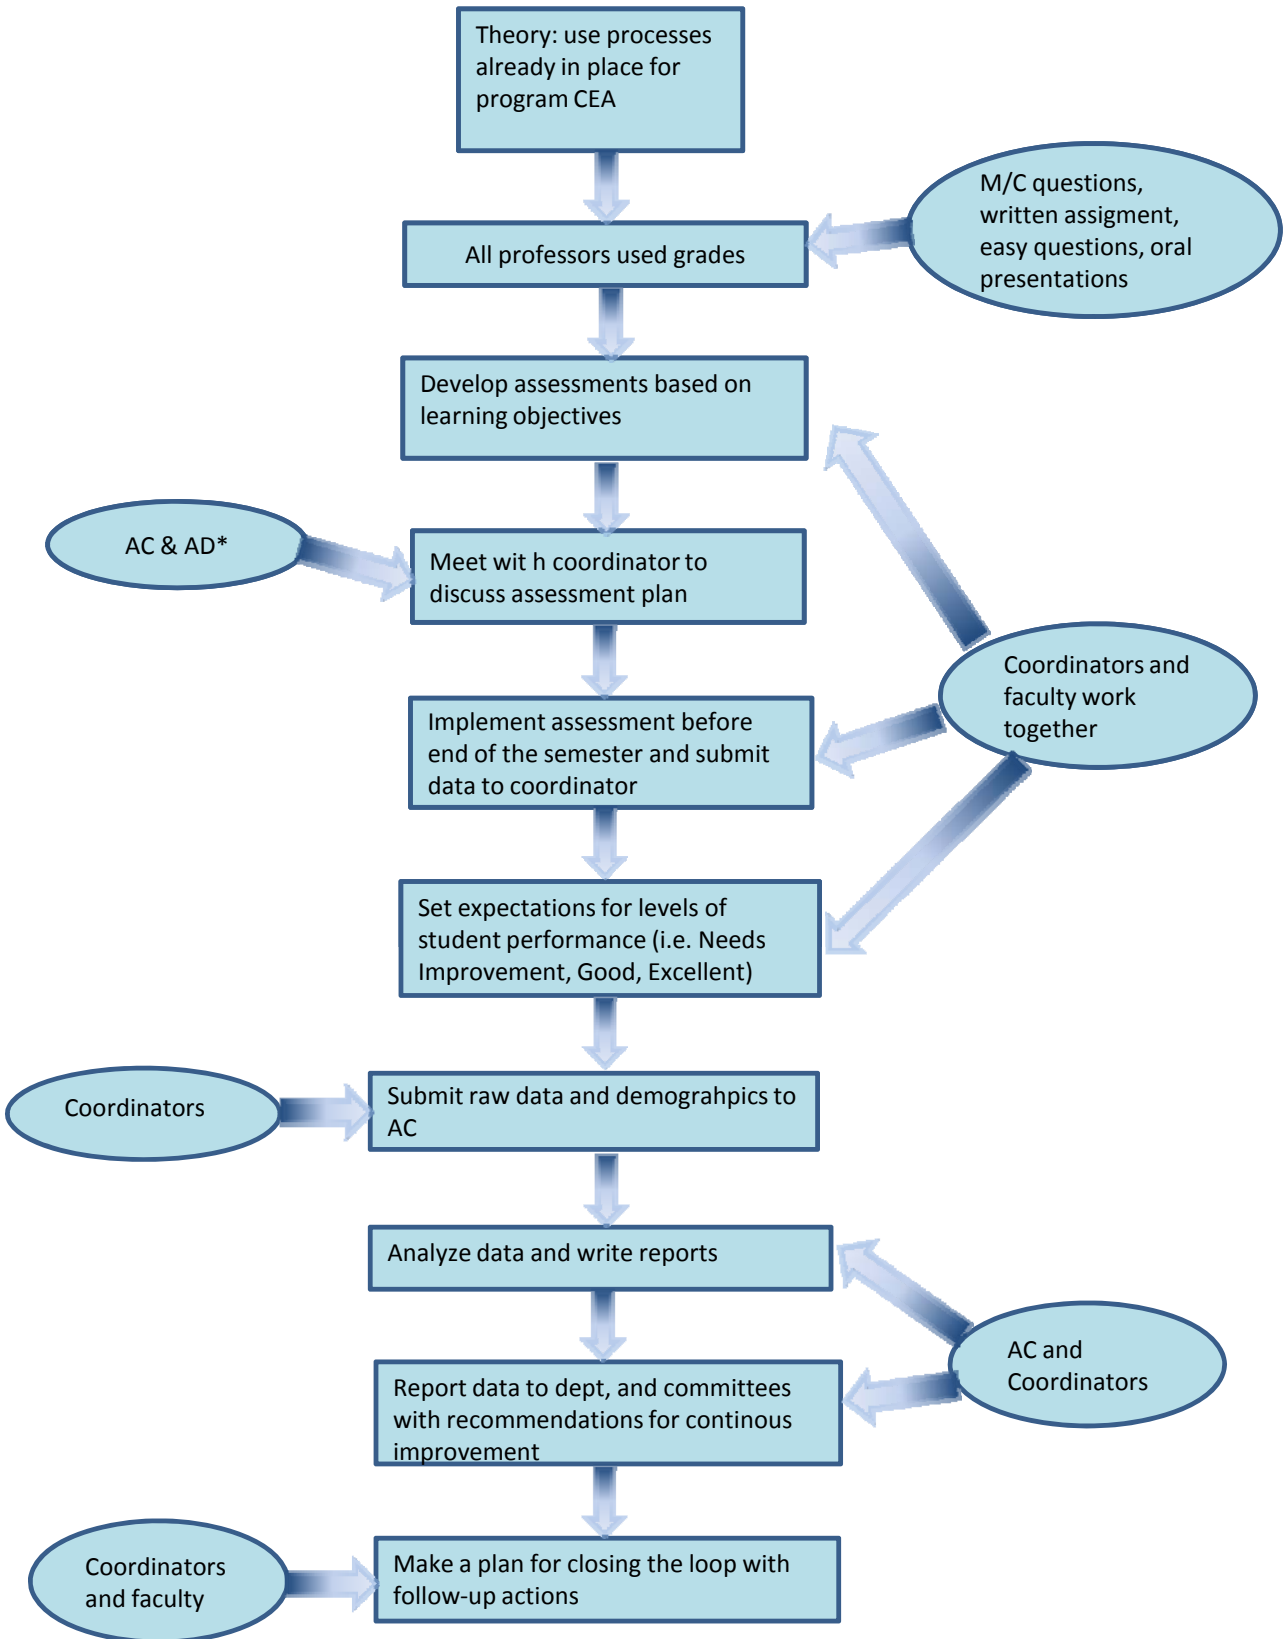 Theory: use processes
already in place for
program CEA
M/C questions,
written assigment,
easy questions, oral
presentations
All professors used grades
Develop assessments based on
learning objectives
AC & AD*
Meet wit h coordinator to
discuss assessment plan
Coordinators and
faculty work
together
Implement assessment before
end of the semester and submit
data to coordinator
Set expectations for levels of
student performance (i.e. Needs
Improvement, Good, Excellent)
Coordinators
Submit raw data and demograhpics to
AC
Analyze data and write reports
AC and
Coordinators
Report data to dept, and committees
with recommendations for continous
improvement
Coordinators
and faculty
Make a plan for closing the loop with
follow-up actions